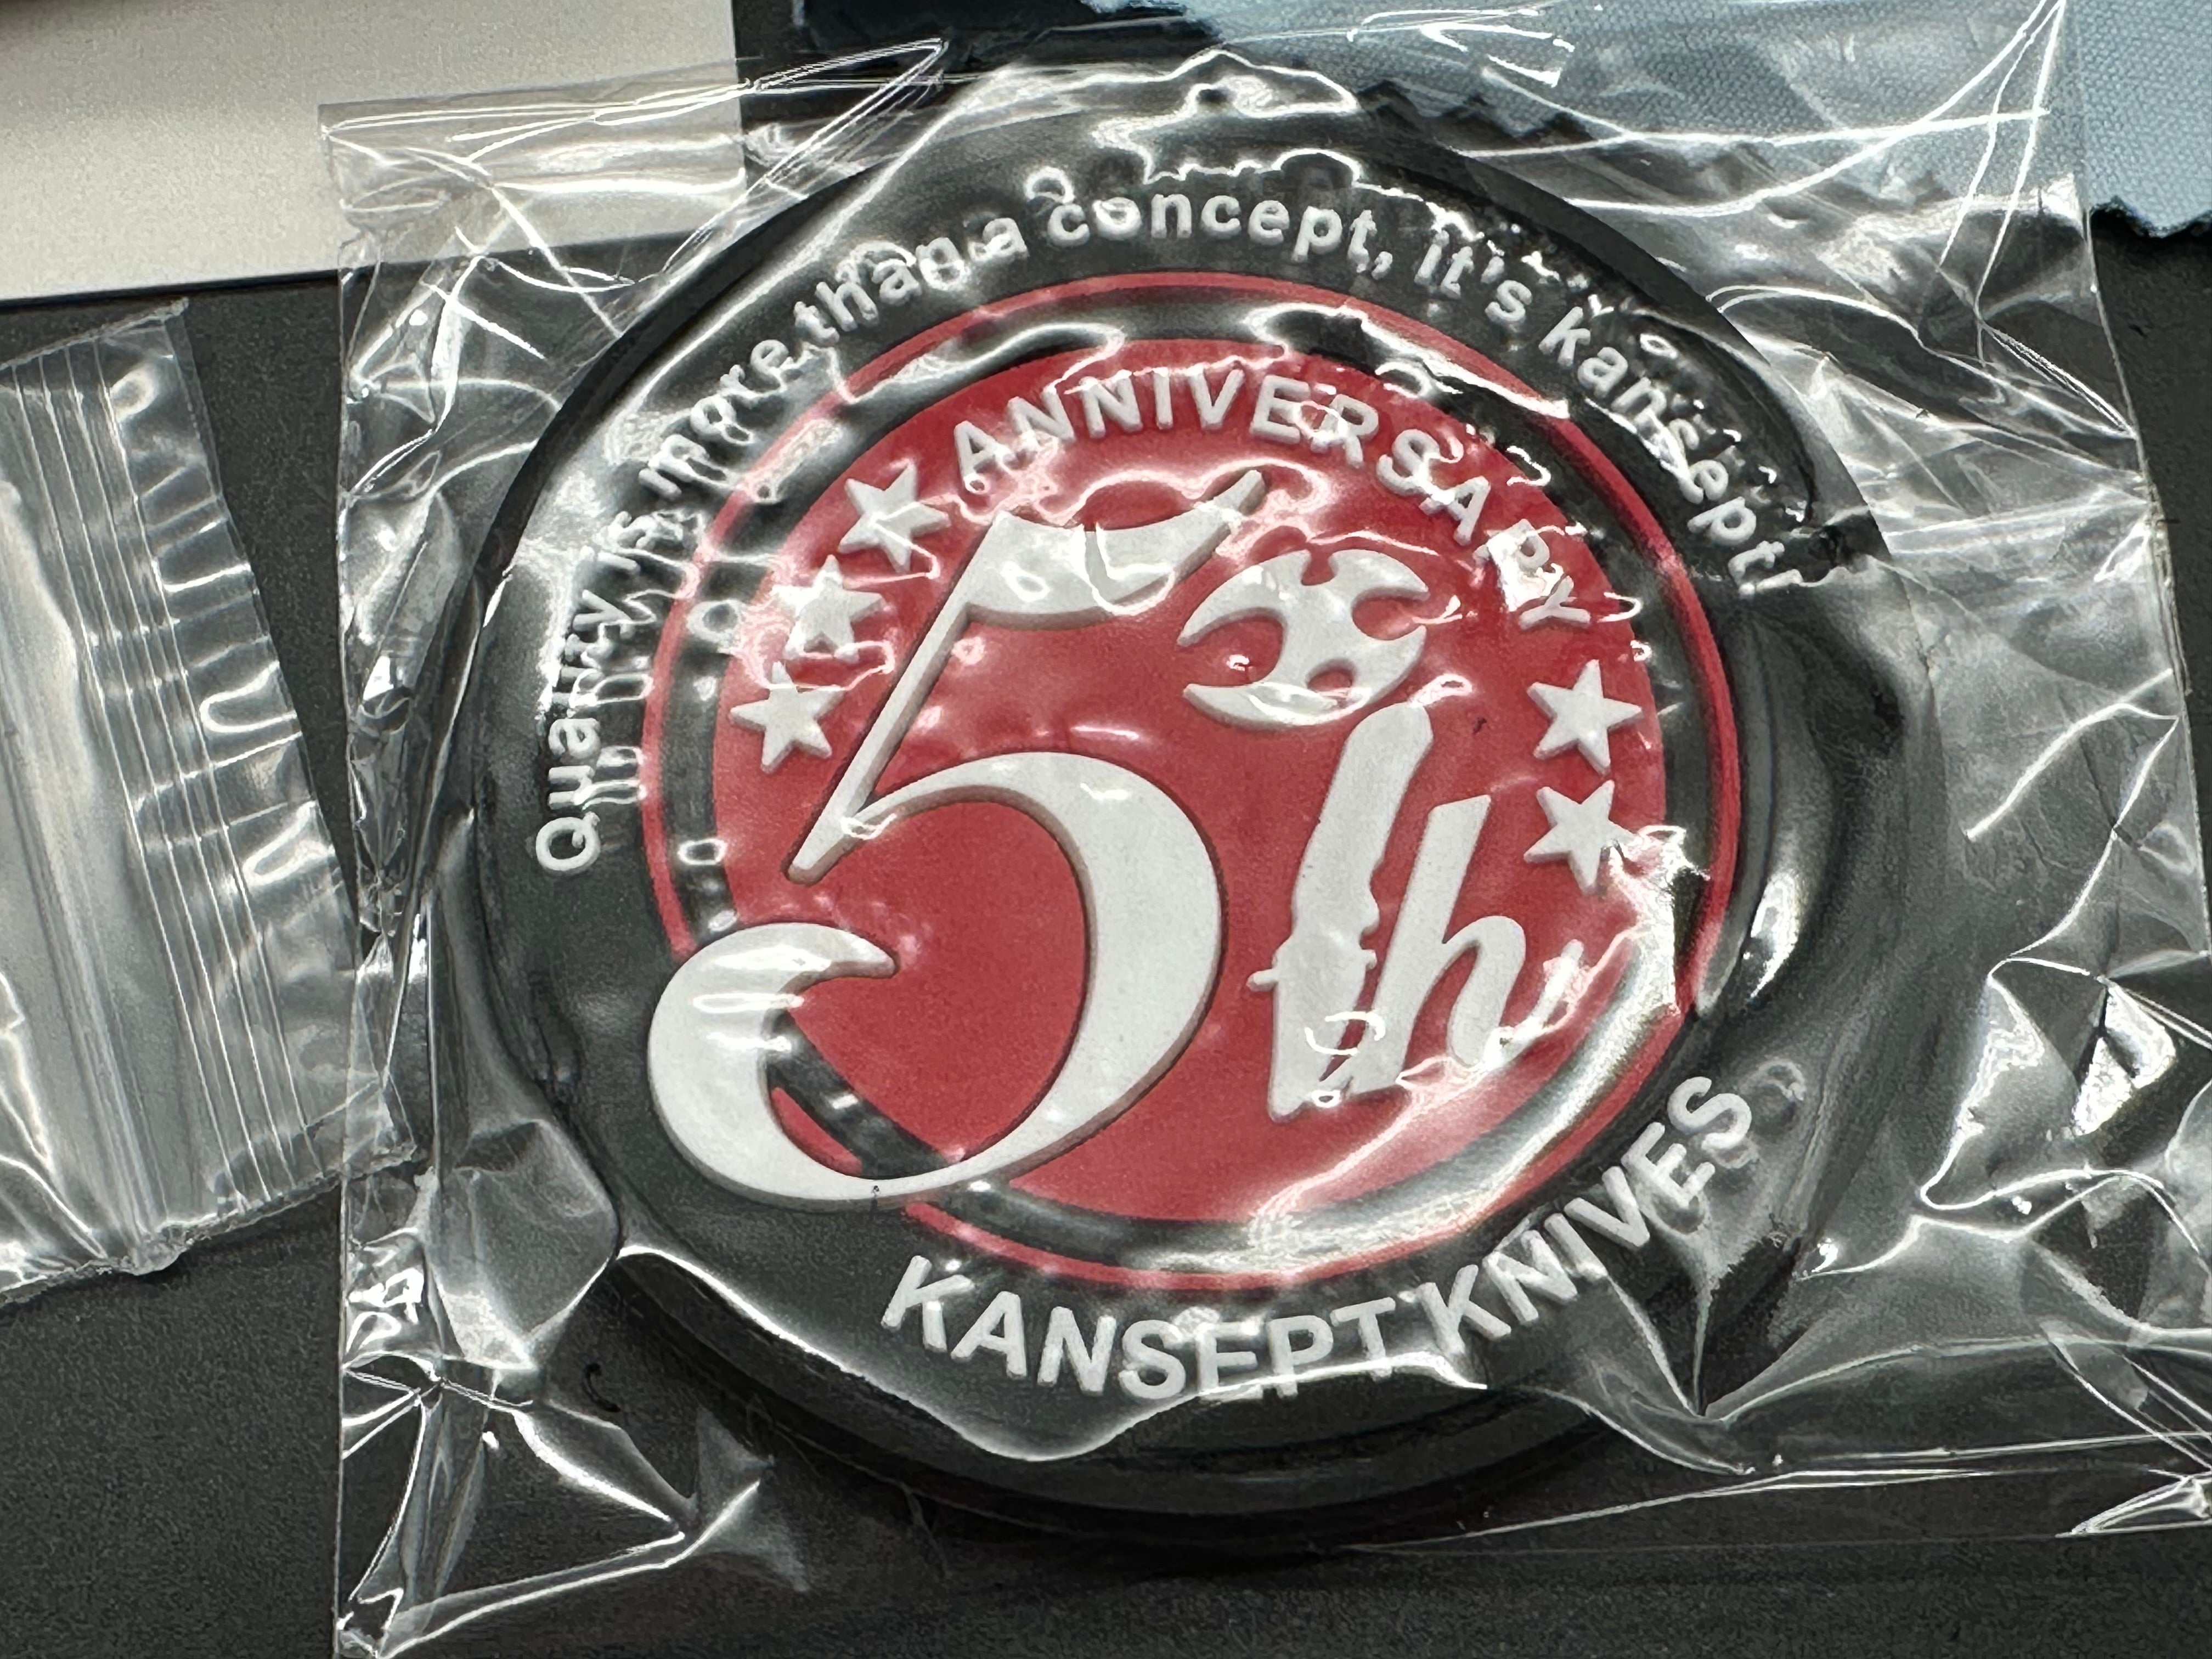 Quality is more than a concept, it's kansept!
ANNIVERSARY
5th
KANSEPT KNIVES